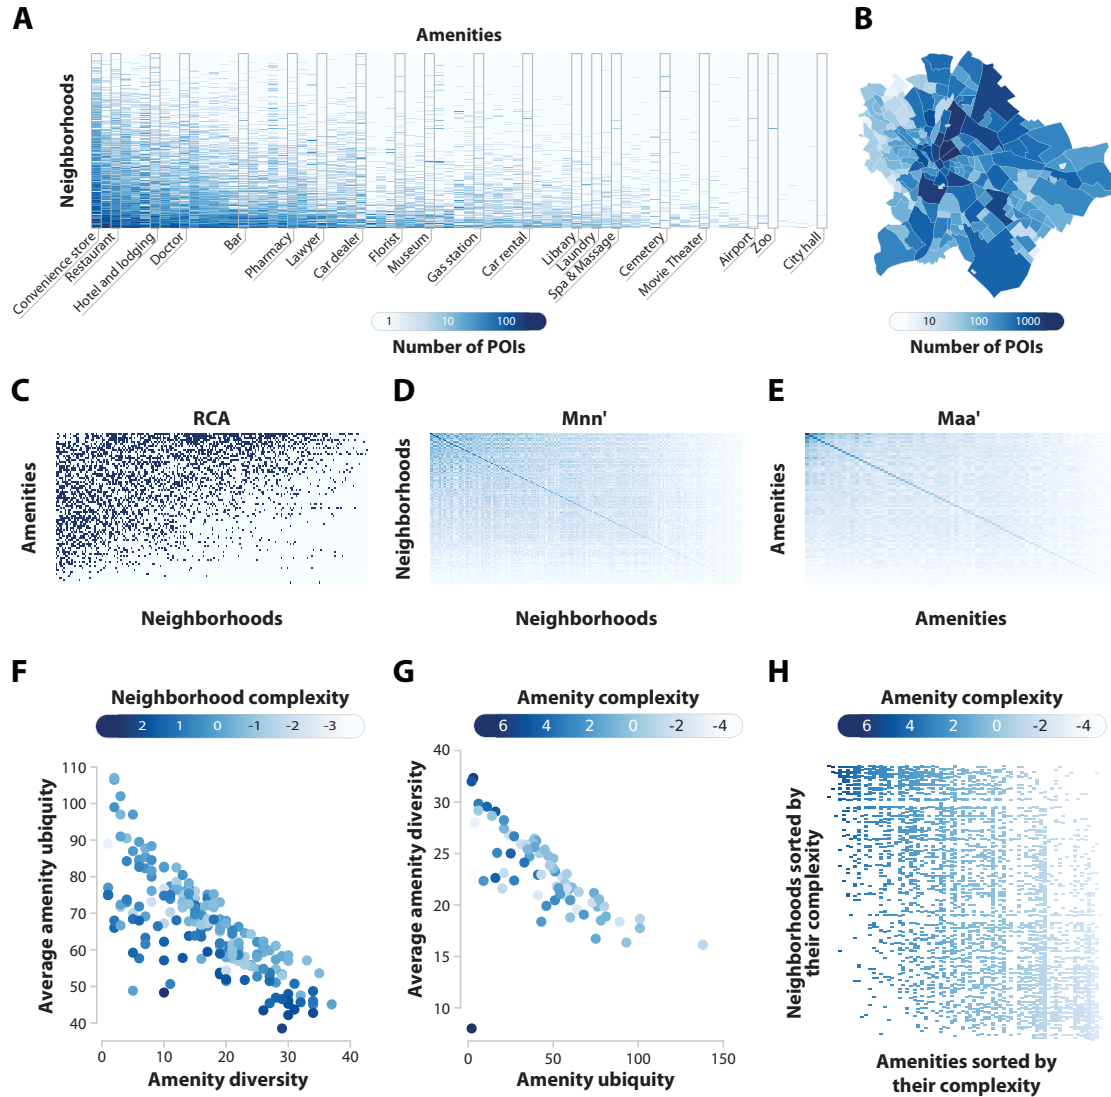 A
Amenities
Neighborhoods
Convenience store
Restaurant
Hotel and lodging
Doctor
Bar
Pharmacy
Lawyer
Car dealer
Florist
Museum
Gas station
Car rental
Library
Laundry
Spa & Massage
Cemetery
Movie Theater
Airport
Zoo
City hall
1 10 100
Number of POIs
B
10 100 1000
Number of POIs
C
RCA
Amenities
Neighborhoods
D
Mnn'
Neighborhoods
Neighborhoods
E
Maa'
Amenities
Amenities
F
Neighborhood complexity
2 1 0 -1 -2 -3
Average amenity ubiquity
110
100
90
80
70
60
50
40
0 10 20 30 40
Amenity diversity
G
Amenity complexity
6 4 2 0 -2 -4
Average amenity diversity
40
30
25
20
10
0 50 100 150
Amenity ubiquity
H
Amenity complexity
6 4 2 0 -2 -4
Neighborhoods sorted by
their complexity
Amenities sorted by
their complexity